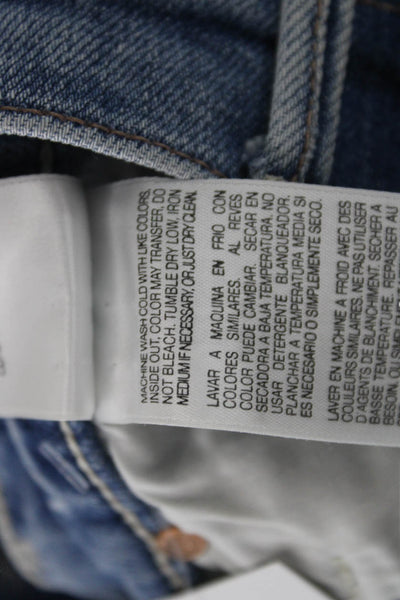 MACHINE WASH COLD WITH LIKE COLORS,
INSIDE OUT, COLOR MAY TRANSFER, DO
NOT BLEACH. TUMBLE DRY LOW. IRON
MEDIUM IF NECESSARY, OR JUST DRY CLEAN.
LAVAR A MAQUINA EN FRIO CON
COLORES SIMILARES. AL REVES
COLOR PUEDE CAMBIAR. SECAR EN
SECADORA A BAJA TEMPERATURA. NO
USAR DETERGENTE BLANQUEADOR.
PLANCHAR A TEMPERATURA MEDIA SI
ES NECESARIO O SIMPLEMENTE SECO.
LAVER EN MACHINE A FROID AVEC DES
COULEURS SIMILAIRES. NE PAS UTILISER
D'AGENTS DE BLANCHIMENT. SECHER A
BASSE TEMPERATURE. REPASSER AU
BESOIN, OU